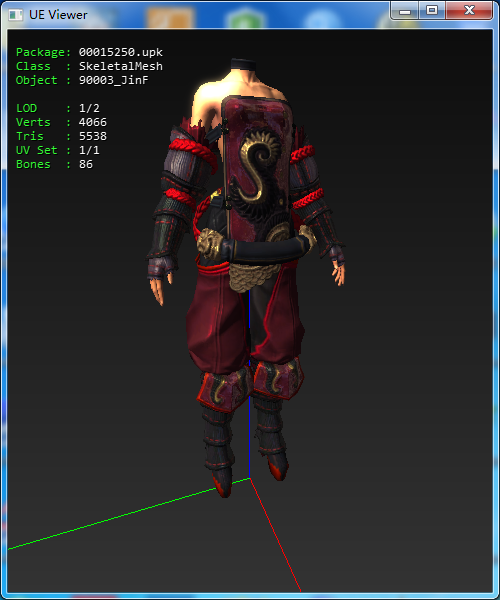 UE Viewer
Package: 00015250.upk
Class : SkeletalMesh
Object : 90003_JinF
LOD : 1/2
Verts : 4066
Tris : 5538
UV Set : 1/1
Bones : 86